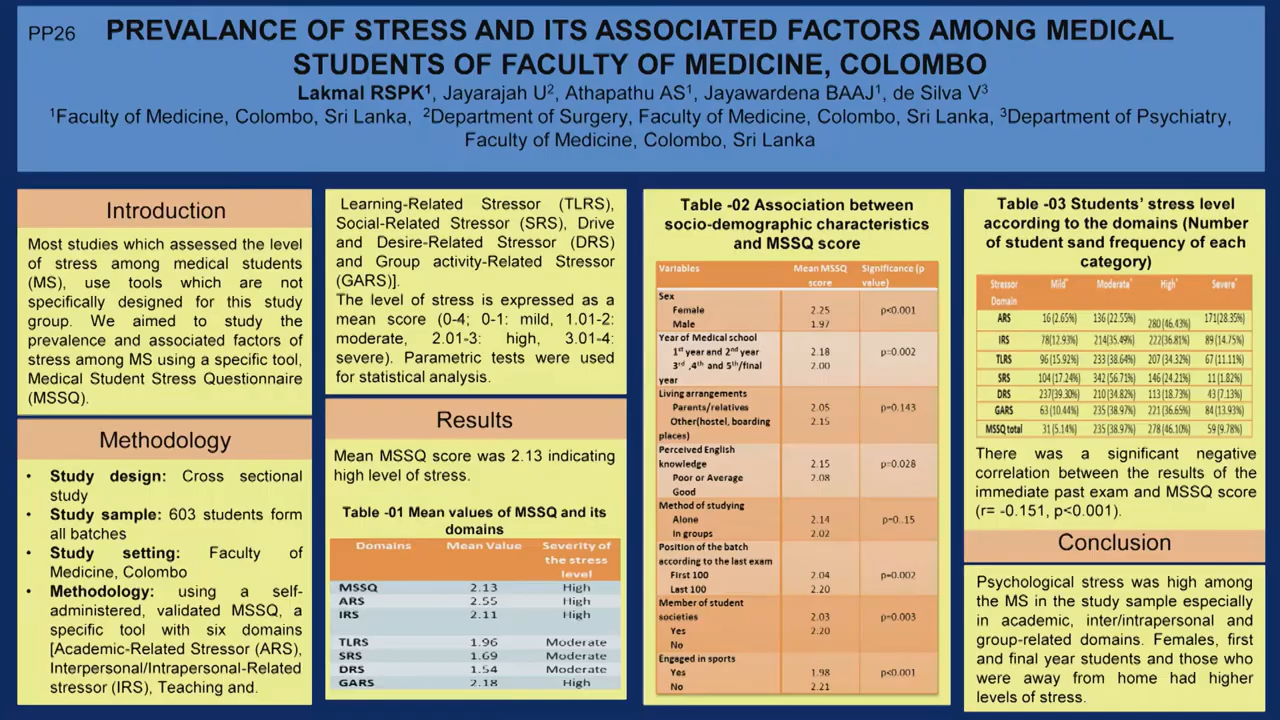 PP26
PREVALANCE OF STRESS AND ITS ASSOCIATED FACTORS AMONG MEDICAL
STUDENTS OF FACULTY OF MEDICINE, COLOMBO
Lakmal RSPK¹, Jayarajah U², Athapathu AS¹, Jayawardena BAAJ¹, de Silva V³
¹Faculty of Medicine, Colombo, Sri Lanka, ²Department of Surgery, Faculty of Medicine, Colombo, Sri Lanka, ³Department of Psychiatry,
Faculty of Medicine, Colombo, Sri Lanka
Introduction
Most studies which assessed the level
of stress among medical students
(MS), use tools which are not
specifically designed for this study
group. We aimed to study the
prevalence and associated factors of
stress among MS using a specific tool,
Medical Student Stress Questionnaire
(MSSQ).
Methodology
• Study design: Cross sectional
study
• Study sample: 603 students form
all batches
• Study setting: Faculty of
Medicine, Colombo
• Methodology: using a self-
administered, validated MSSQ, a
specific tool with six domains
[Academic-Related Stressor (ARS),
Interpersonal/Intrapersonal-Related
stressor (IRS), Teaching and.
Learning-Related Stressor (TLRS),
Social-Related Stressor (SRS), Drive
and Desire-Related Stressor (DRS)
and Group activity-Related Stressor
(GARS)].
The level of stress is expressed as a
mean score (0-4; 0-1: mild, 1.01-2:
moderate, 2.01-3: high, 3.01-4:
severe). Parametric tests were used
for statistical analysis.
Results
Mean MSSQ score was 2.13 indicating
high level of stress.
Table -01 Mean values of MSSQ and its
domains
Domains Mean Value Severity of
the stress
level
MSSQ 2.13 High
ARS 2.55 High
IRS 2.11 High
TLRS 1.96 Moderate
SRS 1.69 Moderate
DRS 1.54 Moderate
GARS 2.18 High
Table -02 Association between
socio-demographic characteristics
and MSSQ score
Variables Mean MSSQ Significance (p
score value)
Sex
Female 2.25 p<0.001
Male 1.97
Year of Medical school
1st year and 2nd year 2.18 p=0.002
3rd ,4th and 5th/final 2.00
year
Living arrangements
Parents/relatives 2.05 p=0.143
Other(hostel, boarding 2.15
places)
Perceived English
knowledge 2.15 p=0.028
Poor or Average 2.08
Good
Method of studying
Alone 2.14 p=0..15
In groups 2.02
Position of the batch
according to the last exam
First 100 2.04 p=0.002
Last 100 2.20
Member of student
societies 2.03 p=0.003
Yes 2.20
No
Engaged in sports
Yes 1.98 p<0.001
No 2.21
Table -03 Students' stress level
according to the domains (Number
of student sand frequency of each
category)
Stressor Mild* Moderate* High* Severe*
Domain
ARS 16 (2.65%) 136 (22.55%) 280 (46.43%) 171(28.35%)
IRS 78(12.93%) 214(35.49%) 222(36.81%) 89 (14.75%)
TLRS 96 (15.92%) 233 (38.64%) 207 (34.32%) 67 (11.11%)
SRS 104 (17.24%) 342 (56.71%) 146 (24.21%) 11 (1.82%)
DRS 237(39.30%) 210 (34.82%) 113 (18.73%) 43 (7.13%)
GARS 63 (10.44%) 235 (38.97%) 221 (36.65%) 84 (13.93%)
MSSQ total 31 (5.14%) 235 (38.97%) 278 (46.10%) 59 (9.78%)
There was a significant negative
correlation between the results of the
immediate past exam and MSSQ score
(r= -0.151, p<0.001).
Conclusion
Psychological stress was high among
the MS in the study sample especially
in academic, inter/intrapersonal and
group-related domains. Females, first
and final year students and those who
were away from home had higher
levels of stress.